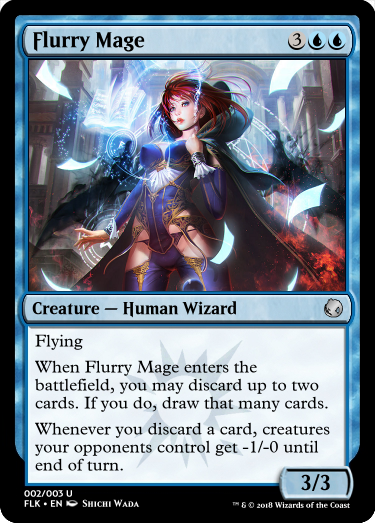 Flurry Mage 3
Creature — Human Wizard
Flying
When Flurry Mage enters the
battlefield, you may discard up to two
cards. If you do, draw that many cards.
Whenever you discard a card, creatures
your opponents control get -1/-0 until
end of turn.
3/3
002/003 U
FLK • EN Shichi Wada
™ & © 2018 Wizards of the Coast